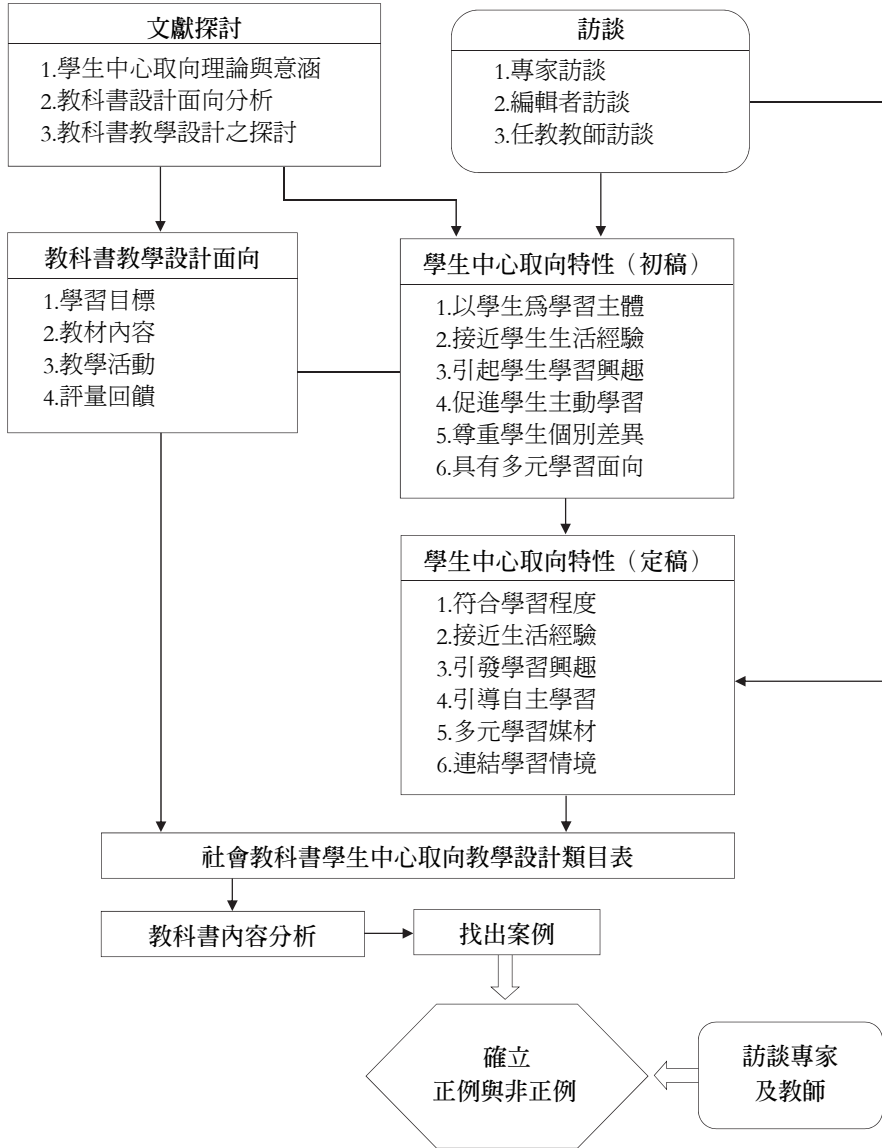 文獻探討
1.學生中心取向理論與意涵
2.教科書設計面向分析
3.教科書教學設計之探討
訪談
1.專家訪談
2.編輯者訪談
3.任教教師訪談
教科書教學設計面向
1.學習目標
2.教材內容
3.教學活動
4.評量回饋
學生中心取向特性（初稿）
1.以學生爲學習主體
2.接近學生生活經驗
3.引起學生學習興趣
4.促進學生主動學習
5.尊重學生個別差異
6.具有多元學習面向
學生中心取向特性（定稿）
1.符合學習程度
2.接近生活經驗
3.引發學習興趣
4.引導自主學習
5.多元學習媒材
6.連結學習情境
社會教科書學生中心取向教學設計類目表
教科書內容分析
找出案例
確立
正例與非正例
訪談專家
及教師